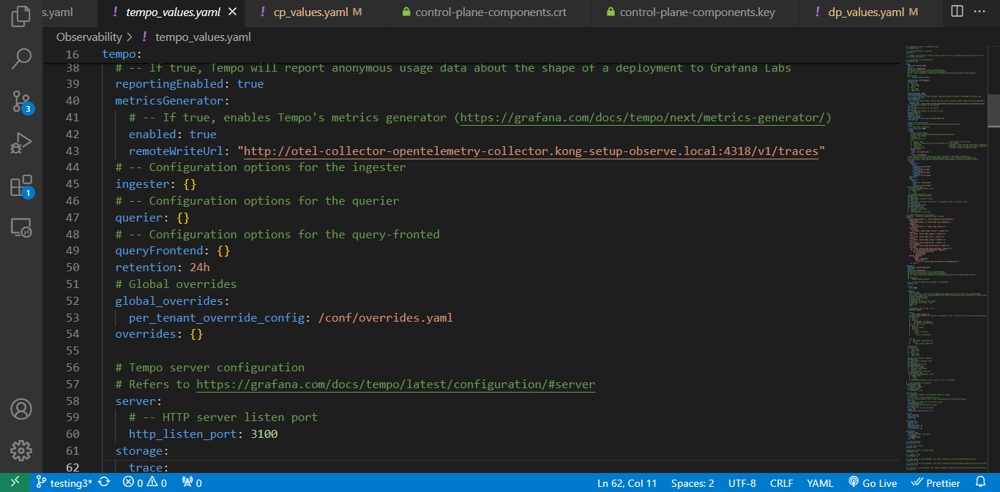 s.yaml
! tempo_values.yaml
! cp_values.yaml M
control-plane-components.crt
control-plane-components.key
! dp_values.yaml M
Observability > ! tempo_values.yaml
16 tempo:
38 # -- If true, Tempo will report anonymous usage data about the shape of a deployment to Grafana Labs
39 reportingEnabled: true
40 metricsGenerator:
41 # -- If true, enables Tempo's metrics generator (https://grafana.com/docs/tempo/next/metrics-generator/)
42 enabled: true
43 remoteWriteUrl: "http://otel-collector-opentelemetry-collector.kong-setup-observe.local:4318/v1/traces"
44 # -- Configuration options for the ingester
45 ingester: {}
46 # -- Configuration options for the querier
47 querier: {}
48 # -- Configuration options for the query-fronted
49 queryFrontend: {}
50 retention: 24h
51 # Global overrides
52 global_overrides:
53 per_tenant_override_config: /conf/overrides.yaml
54 overrides: {}
55
56 # Tempo server configuration
57 # Refers to https://grafana.com/docs/tempo/latest/configuration/#server
58 server:
59 # -- HTTP server listen port
60 http_listen_port: 3100
61 storage:
62 trace:
3
1
testing3* 0 0 0 Ln 62, Col 11 Spaces: 2 UTF-8 CRLF YAML Go Live Prettier